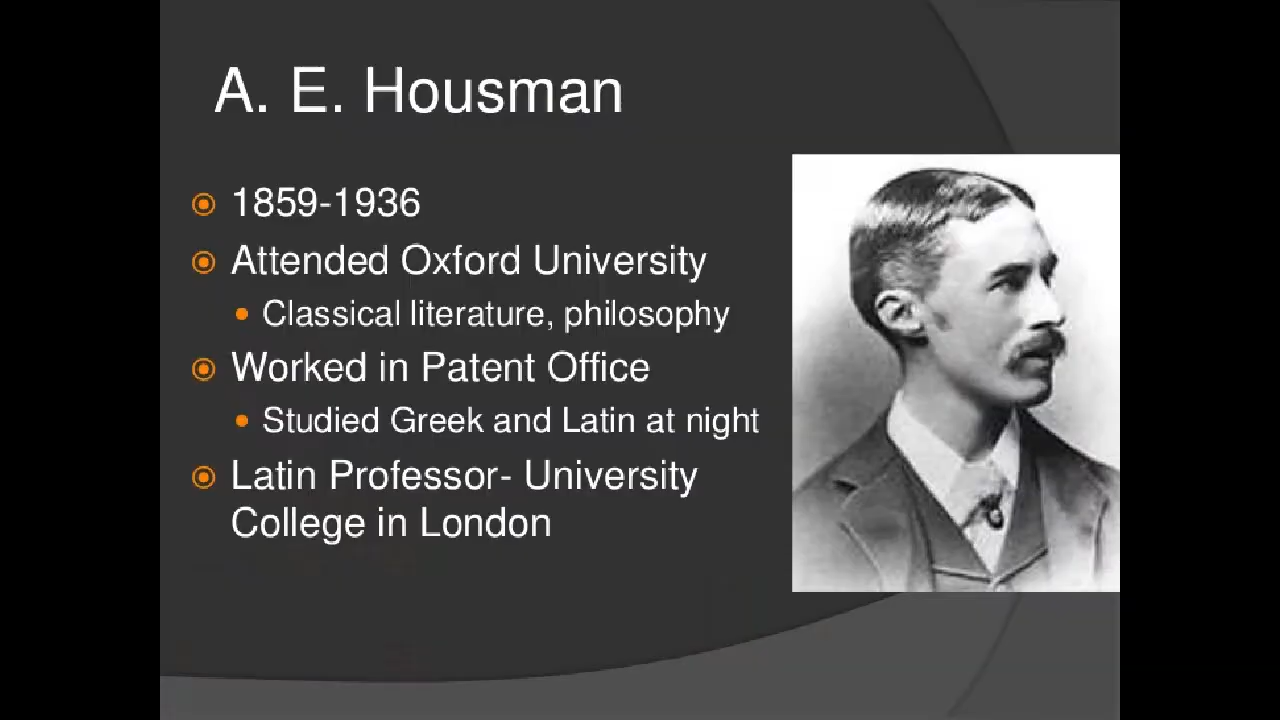 A. E. Housman
1859-1936
Attended Oxford University
Classical literature, philosophy
Worked in Patent Office
Studied Greek and Latin at night
Latin Professor- University
College in London